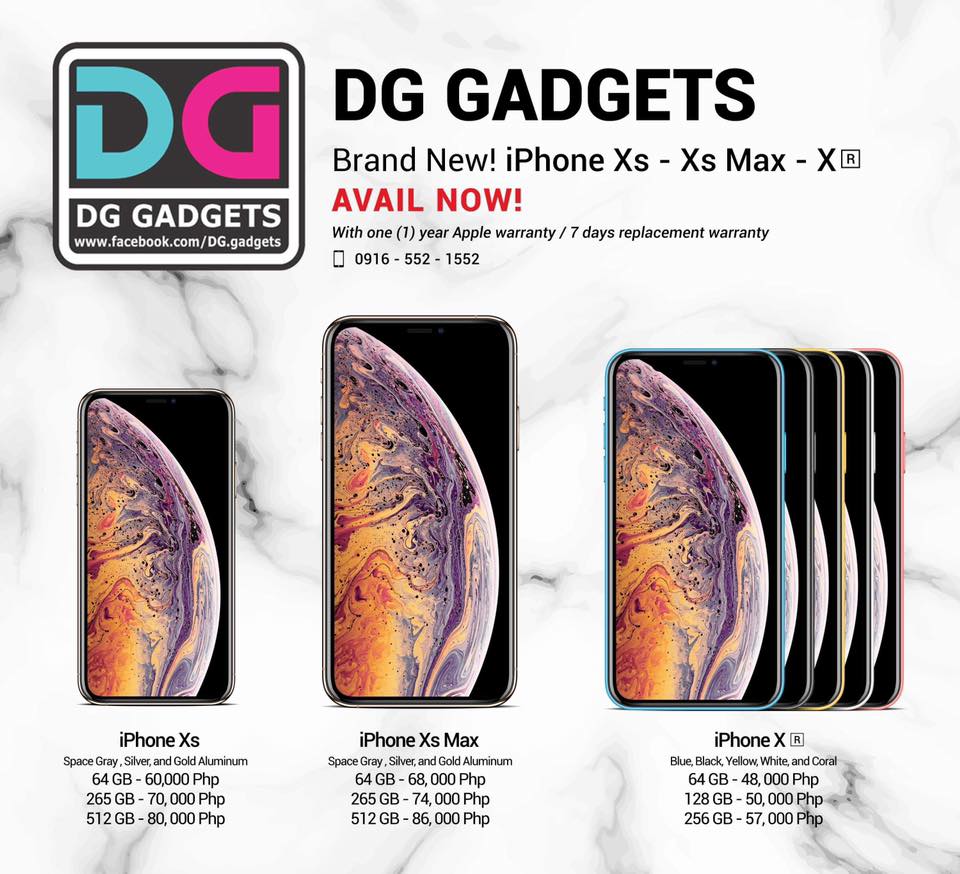 DG
DG GADGETS
www.facebook.com/DG.gadgets
DG GADGETS
Brand New! iPhone Xs - Xs Max - X🅁
AVAIL NOW!
With one (1) year Apple warranty / 7 days replacement warranty
0916 - 552 - 1552
iPhone Xs
Space Gray , Silver, and Gold Aluminum
64 GB - 60,000 Php
265 GB - 70, 000 Php
512 GB - 80, 000 Php
iPhone Xs Max
Space Gray , Silver, and Gold Aluminum
64 GB - 68, 000 Php
265 GB - 74, 000 Php
512 GB - 86, 000 Php
iPhone X 🅁
Blue, Black, Yellow, White, and Coral
64 GB - 48, 000 Php
128 GB - 50, 000 Php
256 GB - 57, 000 Php